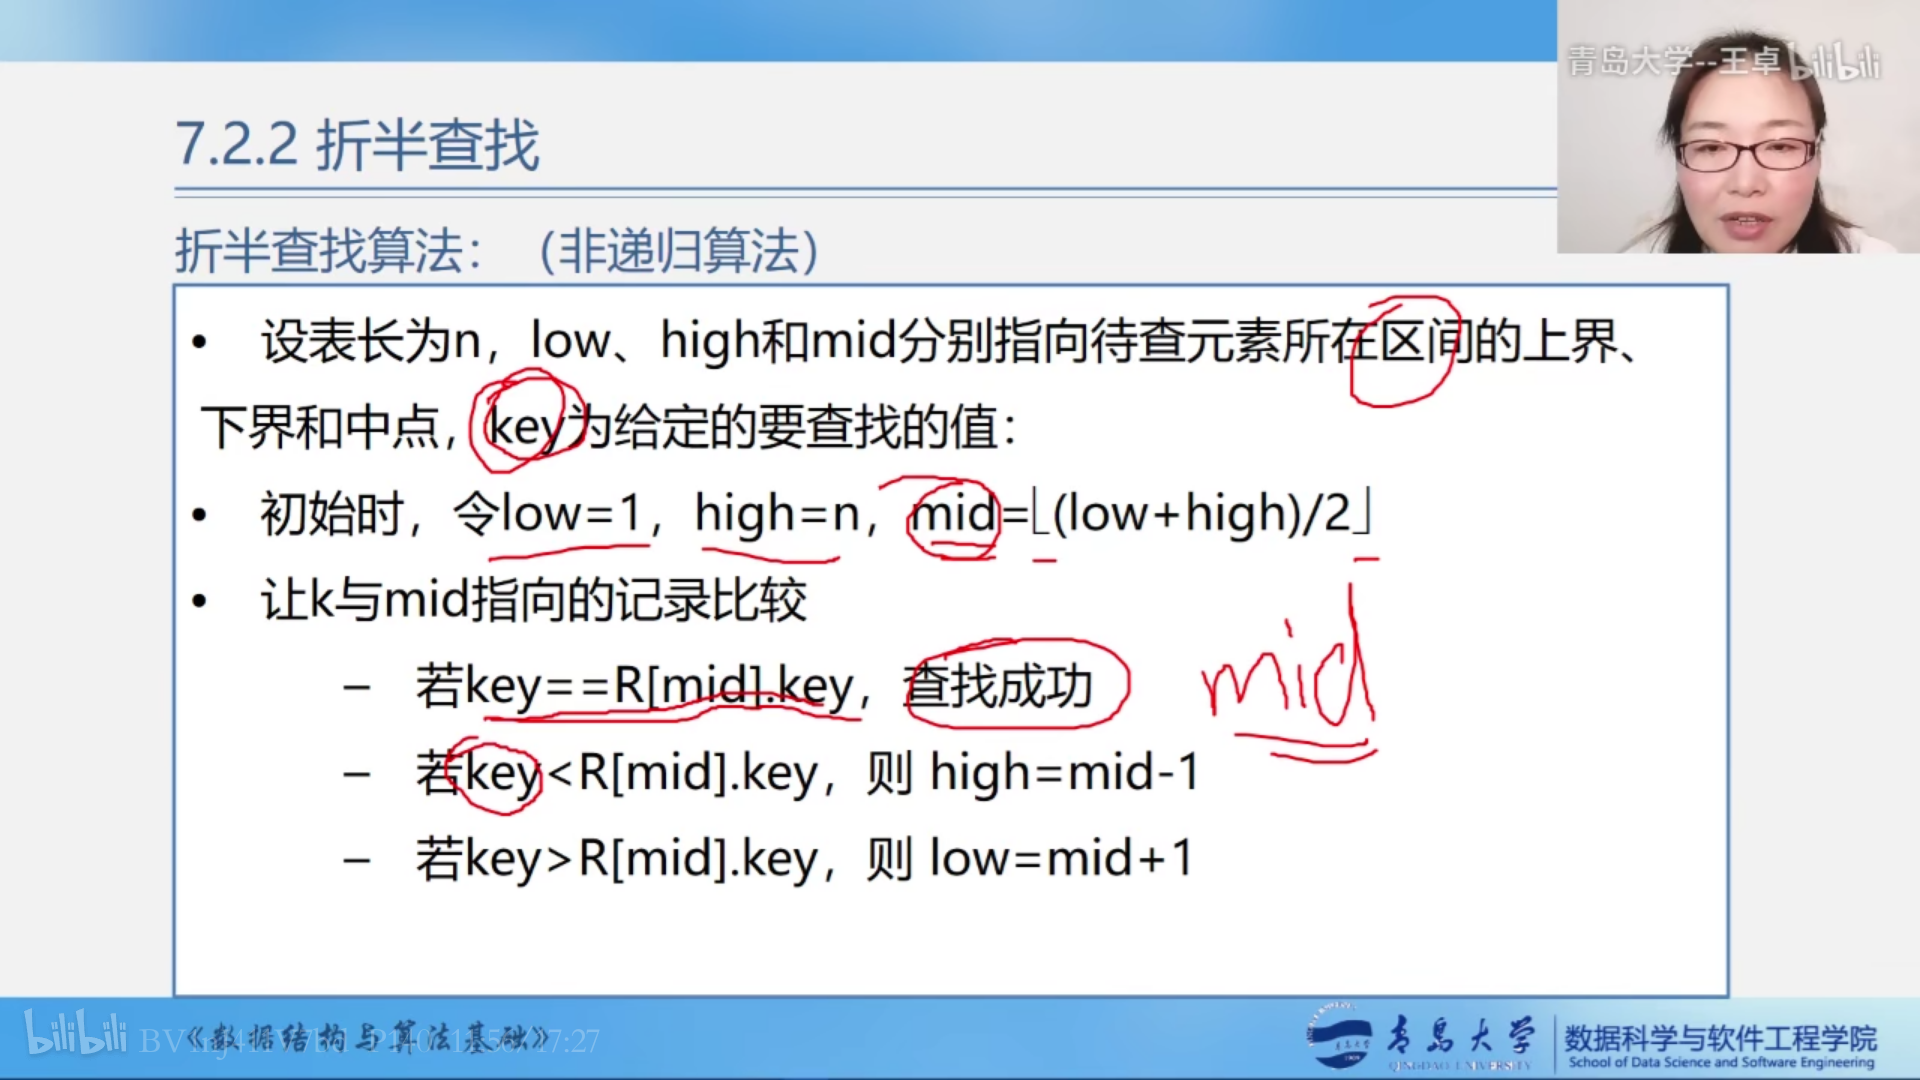 青岛大学--王卓 bilibili
7.2.2 折半查找
折半查找算法：（非递归算法）
• 设表长为n，low、high和mid分别指向待查元素所在区间的上界、
下界和中点，key为给定的要查找的值：
• 初始时，令low=1，high=n，mid=⌊(low+high)/2⌋
• 让k与mid指向的记录比较
– 若key==R[mid].key，查找成功
mid
– 若key<R[mid].key，则 high=mid-1
– 若key>R[mid].key，则 low=mid+1
bilibili
《数据结构与算法基础》
17:27
青岛大学
QINGDAO UNIVERSITY
数据科学与软件工程学院
School of Data Science and Software Engineering